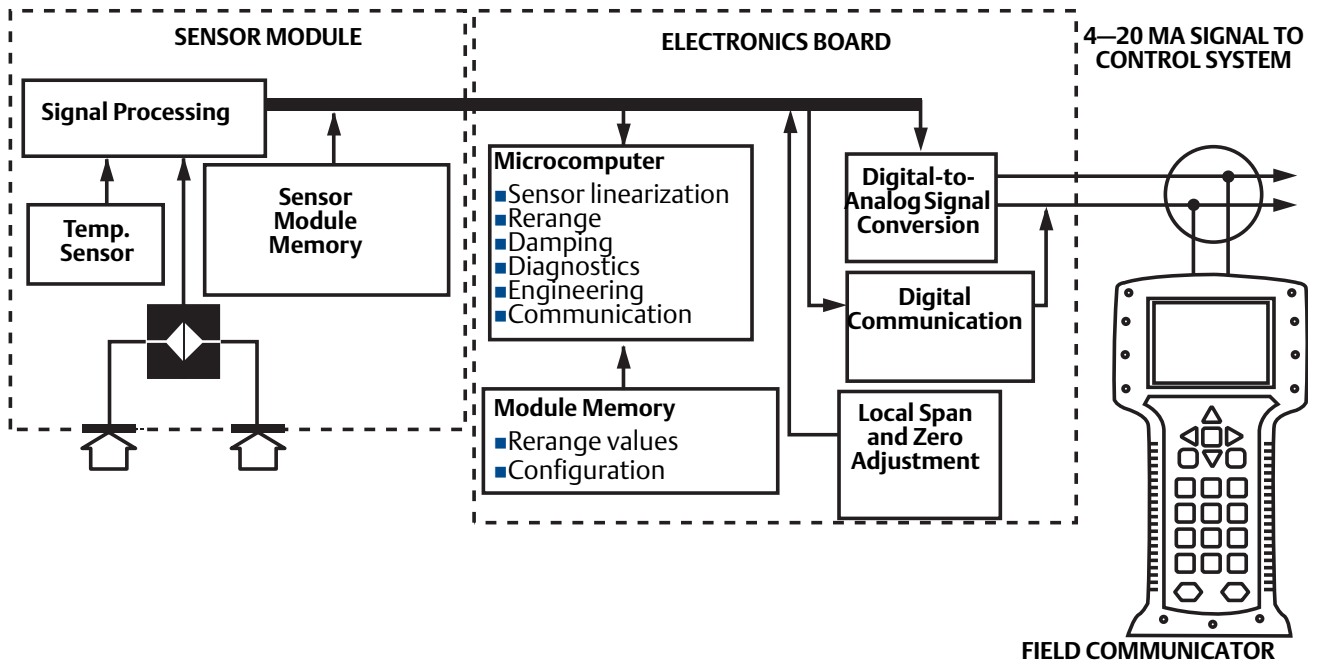 SENSOR MODULE
ELECTRONICS BOARD
4—20 MA SIGNAL TO
CONTROL SYSTEM
Signal Processing
Temp.
Sensor
Sensor
Module
Memory
Microcomputer
■Sensor linearization
■Rerange
■Damping
■Diagnostics
■Engineering
■Communication
Module Memory
■Rerange values
■Configuration
Digital-to-
Analog Signal
Conversion
Digital
Communication
Local Span
and Zero
Adjustment
FIELD COMMUNICATOR